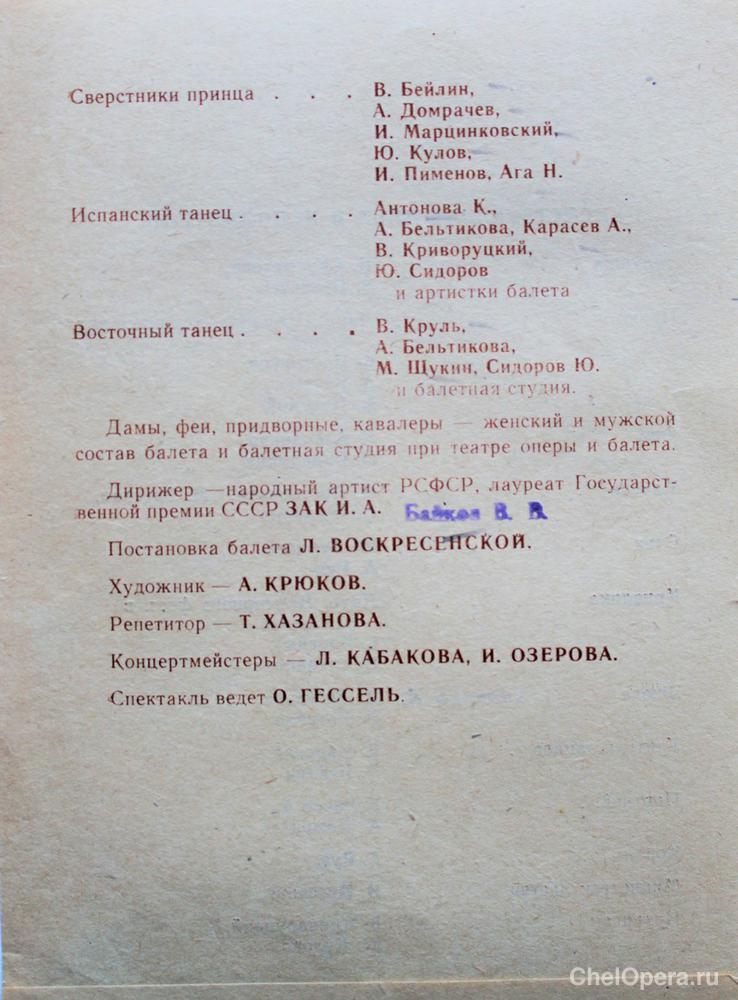 Сверстники принца . . . В. Бейлин,
А. Домрачев,
И. Марцинковский,
Ю. Кулов,
И. Пименов, Ага Н.
Испанский танец . . . . Антонова К.,
А. Бельтикова, Карасев А.,
В. Криворуцкий,
Ю. Сидоров
и артистки балета
Восточный танец . . . . В. Круль,
А. Бельтикова,
М. Щукин, Сидоров Ю.
и балетная студия.
Дамы, феи, придворные, кавалеры — женский и мужской
состав балета и балетная студия при театре оперы и балета.
Дирижер —народный артист РСФСР, лауреат Государст-
венной премии СССР ЗАК И. А. Байков В. В.
Постановка балета Л. ВОСКРЕСЕНСКОЙ.
Художник — А. КРЮКОВ.
Репетитор — Т. ХАЗАНОВА.
Концертмейстеры — Л. КАБАКОВА, И. ОЗЕРОВА.
Спектакль ведет О. ГЕССЕЛЬ.
ChelOpera.ru